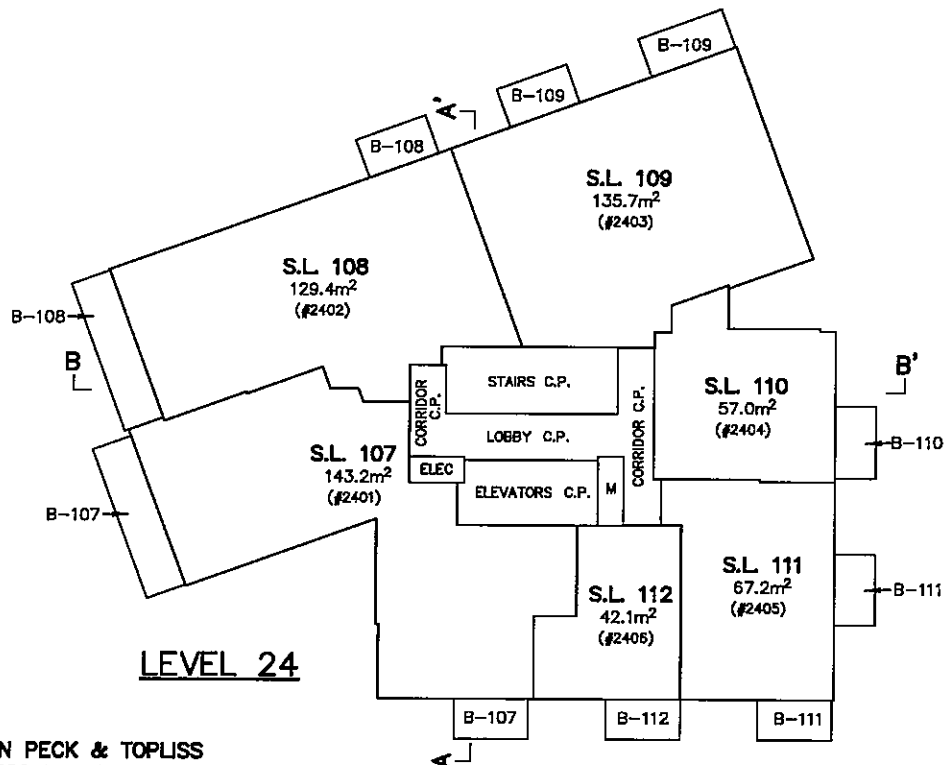 B-109
B-109
A'
B-108
S.L. 109
135.7m²
(#2403)
S.L. 108
129.4m²
(#2402)
B-108
B
B'
STAIRS C.P.
CORRIDOR
C.P.
S.L. 110
57.0m²
(#2404)
LOBBY C.P.
CORRIDOR C.P.
B-110
S.L. 107
143.2m²
(#2401)
ELEC
ELEVATORS C.P.
M
B-107
S.L. 111
67.2m²
(#2405)
S.L. 112
42.1m²
(#2406)
B-111
LEVEL 24
B-107
B-112
B-111
A
N PECK & TOPLISS